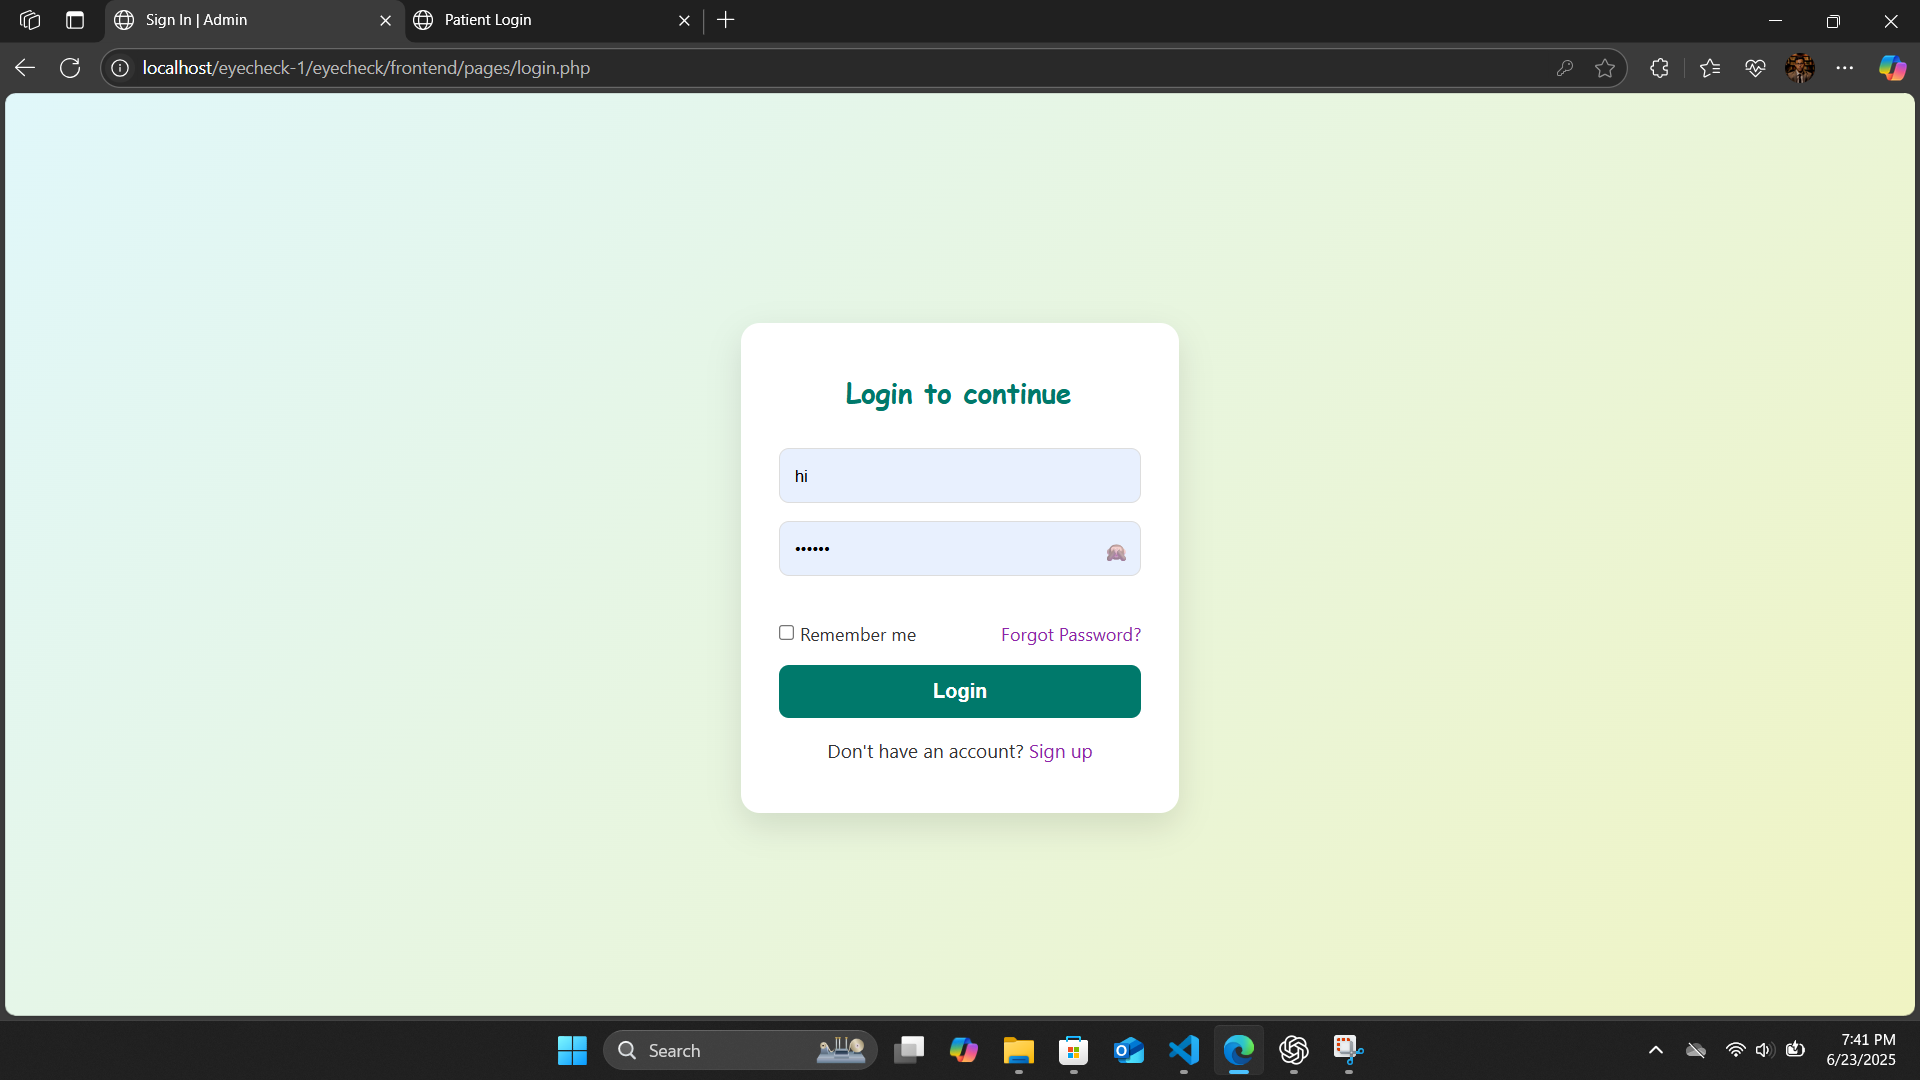 Sign In | Admin
Patient Login
localhost/eyecheck-1/eyecheck/frontend/pages/login.php
Login to continue
hi
••••••
Remember me
Forgot Password?
Login
Don't have an account? Sign up
Search
7:41 PM
6/23/2025